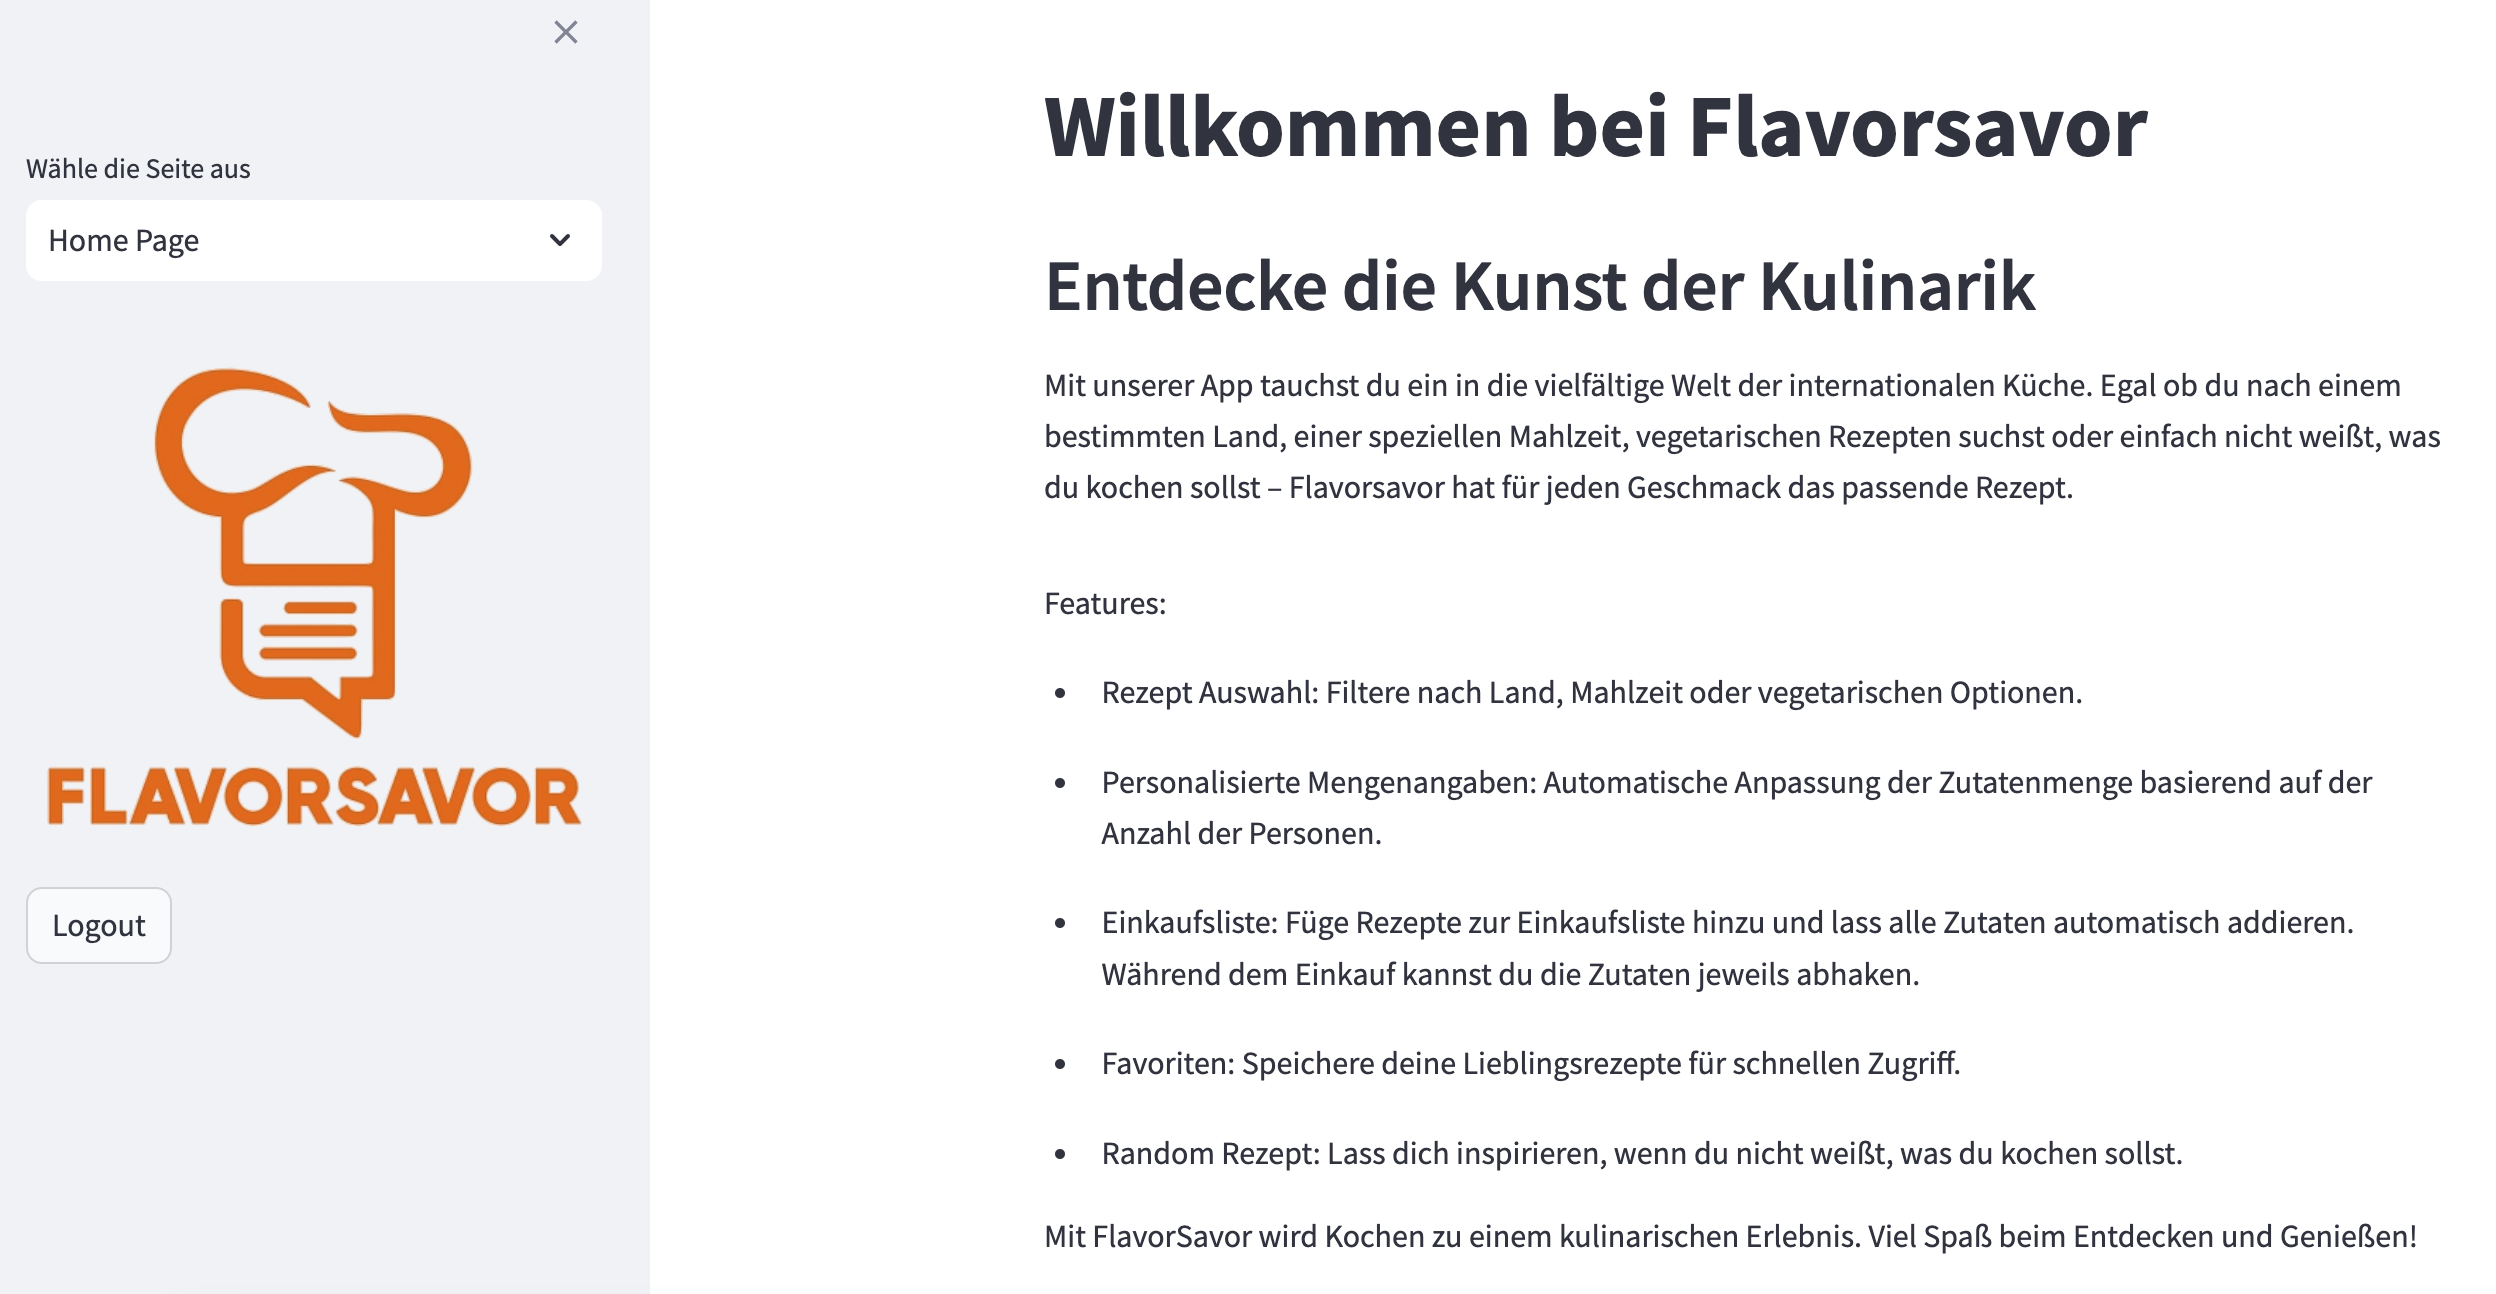 Wähle die Seite aus
Home Page
FLAVORSAVOR
Logout
Willkommen bei Flavorsavor
Entdecke die Kunst der Kulinarik
Mit unserer App tauchst du ein in die vielfältige Welt der internationalen Küche. Egal ob du nach einem
bestimmten Land, einer speziellen Mahlzeit, vegetarischen Rezepten suchst oder einfach nicht weißt, was
du kochen sollst – Flavorsavor hat für jeden Geschmack das passende Rezept.
Features:
• Rezept Auswahl: Filtere nach Land, Mahlzeit oder vegetarischen Optionen.
• Personalisierte Mengenangaben: Automatische Anpassung der Zutatenmenge basierend auf der
Anzahl der Personen.
• Einkaufsliste: Füge Rezepte zur Einkaufsliste hinzu und lass alle Zutaten automatisch addieren.
Während dem Einkauf kannst du die Zutaten jeweils abhaken.
• Favoriten: Speichere deine Lieblingsrezepte für schnellen Zugriff.
• Random Rezept: Lass dich inspirieren, wenn du nicht weißt, was du kochen sollst.
Mit FlavorSavor wird Kochen zu einem kulinarischen Erlebnis. Viel Spaß beim Entdecken und Genießen!